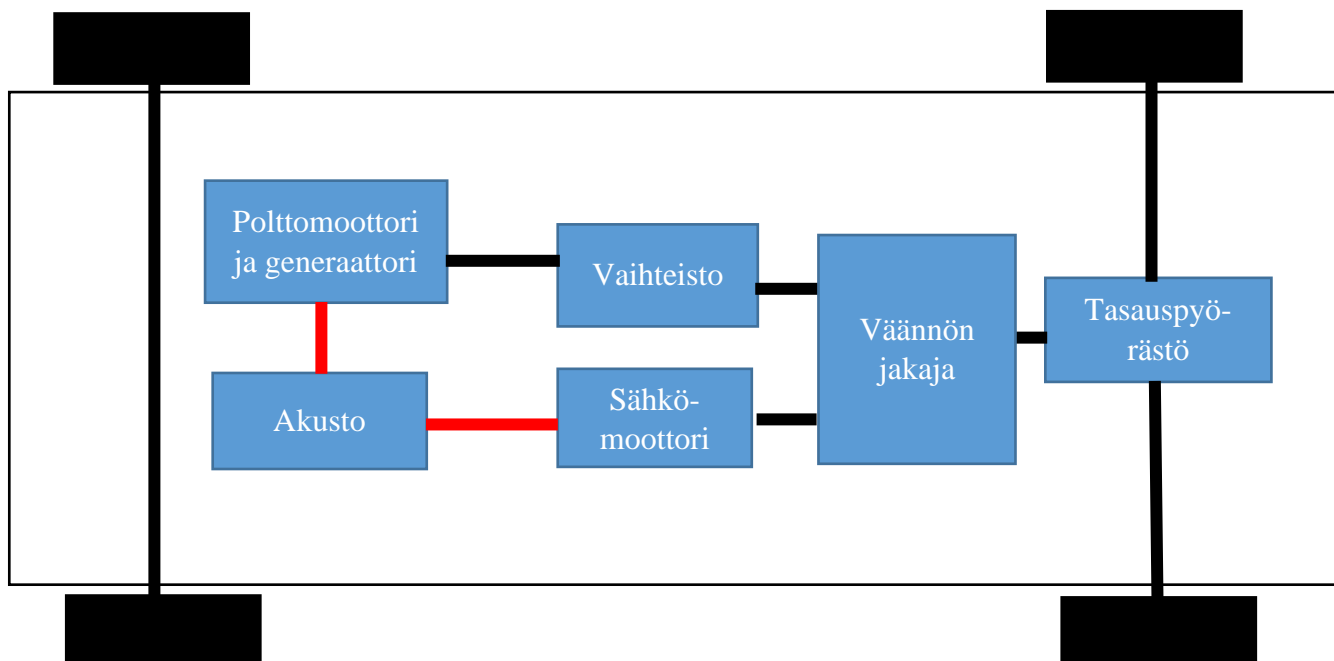 Polttomoottori
ja generaattori
Vaihteisto
Väännön
jakaja
Tasauspyö-
rästö
Akusto
Sähkö-
moottori